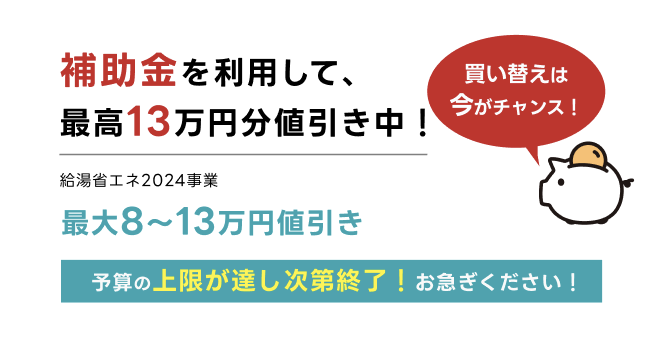 補助金を利用して、
最高13万円分値引き中！
買い替えは
今がチャンス！
給湯省エネ2024事業
最大8～13万円値引き
予算の上限が達し次第終了！お急ぎください！